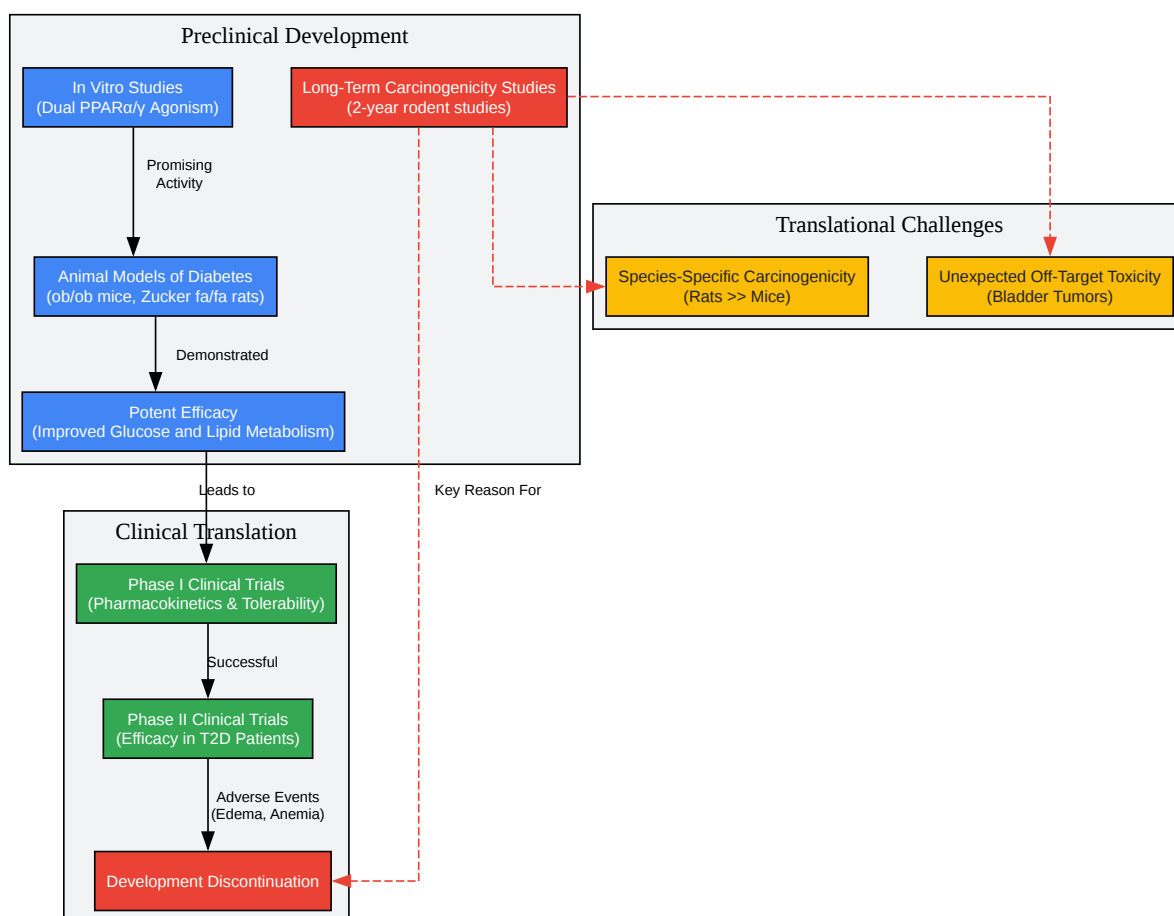 Preclinical Development
In Vitro Studies
(Dual PPARα/γ Agonism)
Long-Term Carcinogenicity Studies
(2-year rodent studies)
Promising
Activity
Translational Challenges
Animal Models of Diabetes
(ob/ob mice, Zucker fa/fa rats)
Species-Specific Carcinogenicity
(Rats >> Mice)
Unexpected Off-Target Toxicity
(Bladder Tumors)
Demonstrated
Potent Efficacy
(Improved Glucose and Lipid Metabolism)
Leads to
Key Reason For
Clinical Translation
Phase I Clinical Trials
(Pharmacokinetics & Tolerability)
Successful
Phase II Clinical Trials
(Efficacy in T2D Patients)
Adverse Events
(Edema, Anemia)
Development Discontinuation